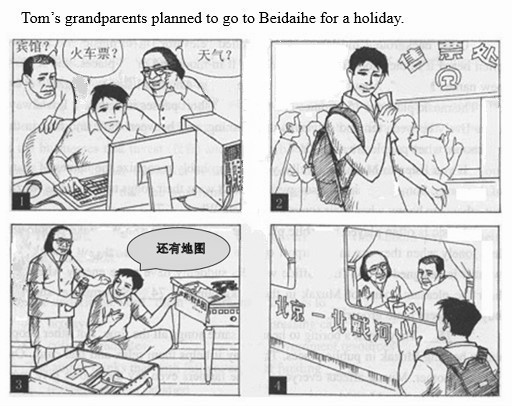 Tom's grandparents planned to go to Beidaihe for a holiday.
宾馆?
火车票?
天气?
1
售票处
2
还有地图
3
北京—北戴河
4